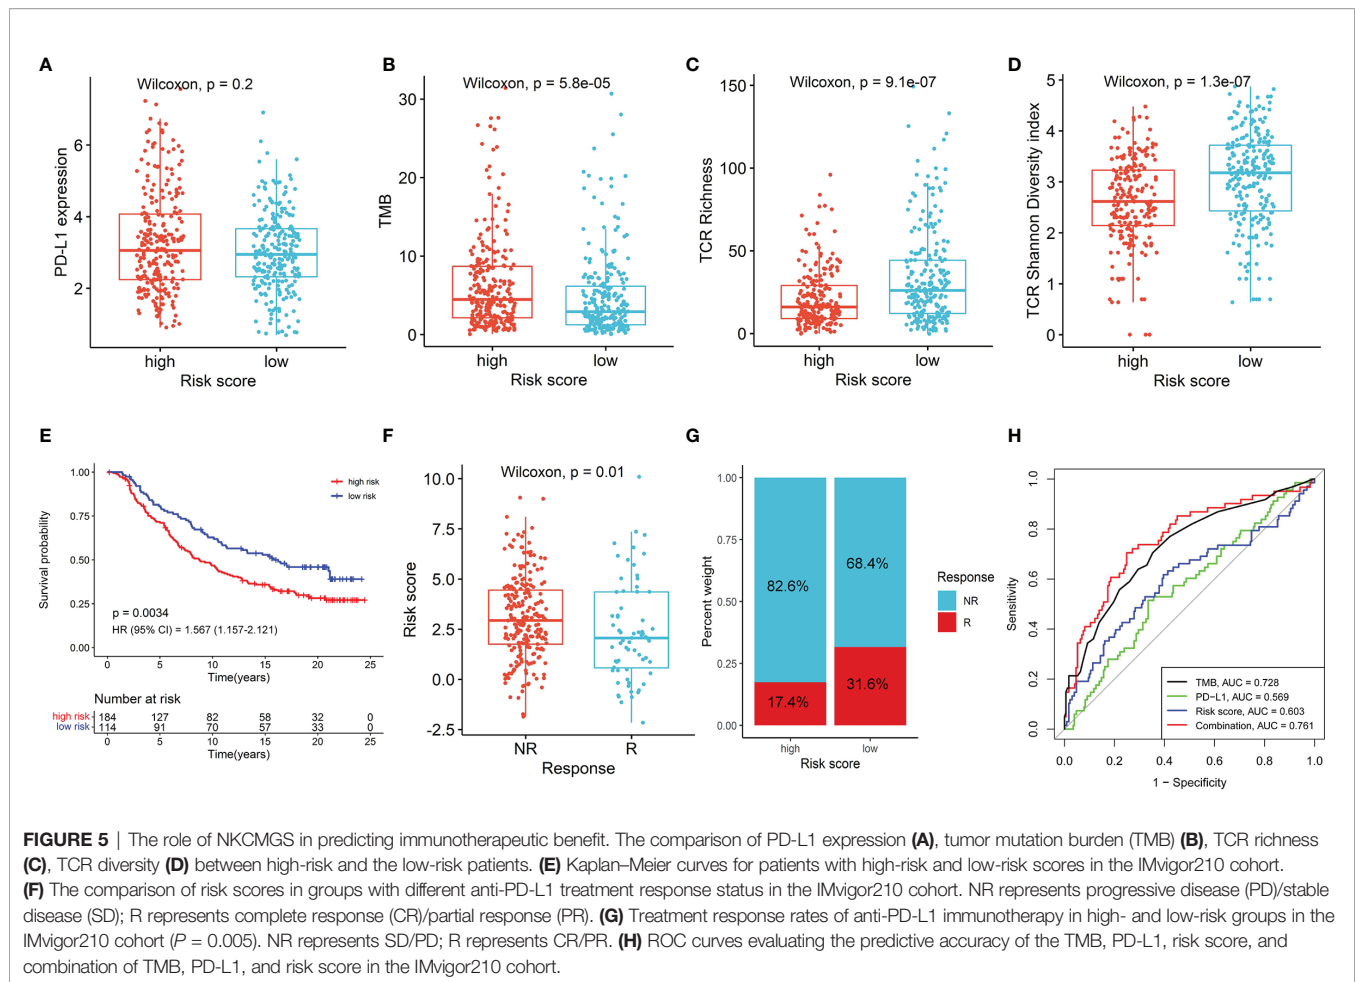 A
Wilcoxon, p = 0.2
PD-L1 expression
6
4
2
high
low
Risk score
B
Wilcoxon, p = 5.8e-05
TMB
30
20
10
0
high
low
Risk score
C
Wilcoxon, p = 9.1e-07
TCR Richness
150
100
50
0
high
low
Risk score
D
Wilcoxon, p = 1.3e-07
TCR Shannon Diversity index
5
4
3
2
1
0
high
low
Risk score
E
Survival probability
1.00
0.75
0.50
0.25
0.00
high risk
low risk
p = 0.0034
HR (95% CI) = 1.567 (1.157-2.121)
0 5 10 15 20 25
Time(years)
Number at risk
high risk 184 127 82 58 32 0
low risk 114 91 70 57 33 0
0 5 10 15 20 25
Time(years)
F
Wilcoxon, p = 0.01
Risk score
10.0
7.5
5.0
2.5
0.0
-2.5
NR
R
Response
G
Percent weight
1.00
0.75
0.50
0.25
0.00
82.6%
68.4%
17.4%
31.6%
high
low
Risk score
Response
NR
R
H
Sensitivity
1.0
0.8
0.6
0.4
0.2
0.0
TMB, AUC = 0.728
PD−L1, AUC = 0.569
Risk score, AUC = 0.603
Combination, AUC = 0.761
0.0 0.2 0.4 0.6 0.8 1.0
1 − Specificity
FIGURE 5 | The role of NKCMGS in predicting immunotherapeutic benefit. The comparison of PD-L1 expression (A), tumor mutation burden (TMB) (B), TCR richness
(C), TCR diversity (D) between high-risk and the low-risk patients. (E) Kaplan–Meier curves for patients with high-risk and low-risk scores in the IMvigor210 cohort.
(F) The comparison of risk scores in groups with different anti-PD-L1 treatment response status in the IMvigor210 cohort. NR represents progressive disease (PD)/stable
disease (SD); R represents complete response (CR)/partial response (PR). (G) Treatment response rates of anti-PD-L1 immunotherapy in high- and low-risk groups in the
IMvigor210 cohort (P = 0.005). NR represents SD/PD; R represents CR/PR. (H) ROC curves evaluating the predictive accuracy of the TMB, PD-L1, risk score, and
combination of TMB, PD-L1, and risk score in the IMvigor210 cohort.